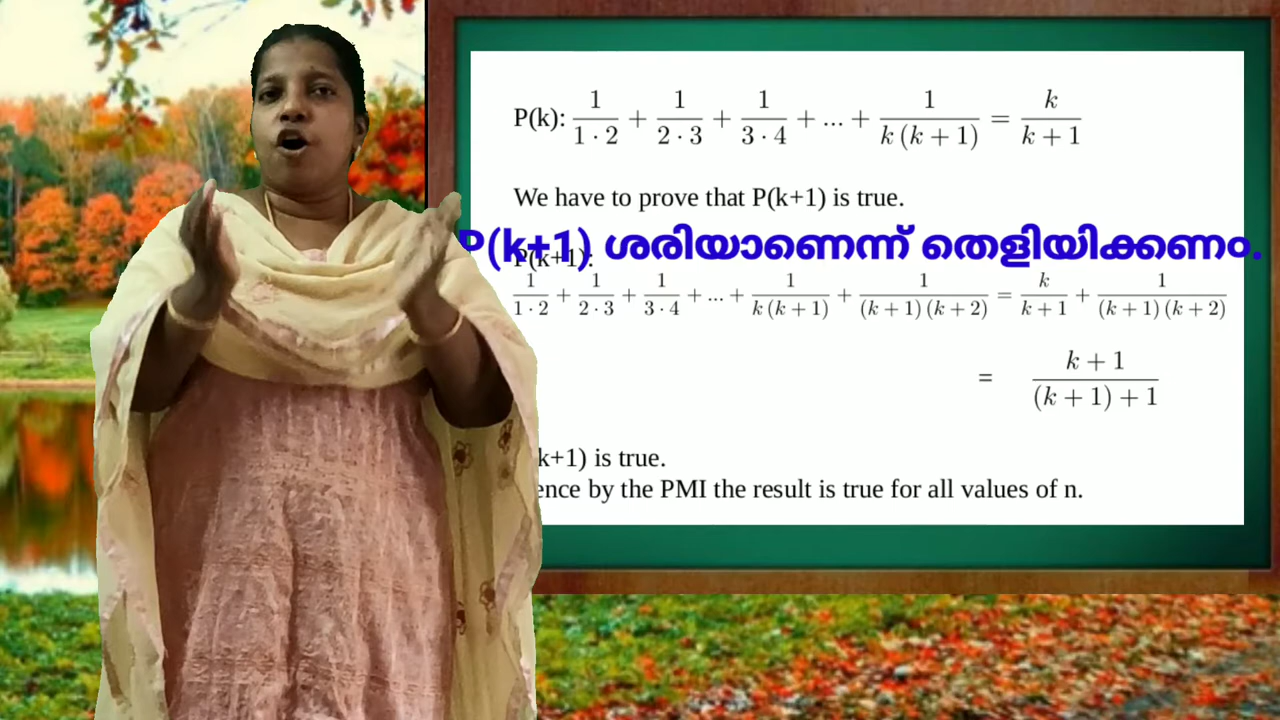 P(k): 1/(1·2) + 1/(2·3) + 1/(3·4) + ... + 1/(k(k+1)) = k/(k+1)
We have to prove that P(k+1) is true.
P(k+1) ശരിയാണെന്ന് തെളിയിക്കണം.
P(k+1):
1/(1·2) + 1/(2·3) + 1/(3·4) + ... + 1/(k(k+1)) + 1/((k+1)(k+2)) = k/(k+1) + 1/((k+1)(k+2))
= (k+1)/((k+1)+1)
k+1) is true.
ence by the PMI the result is true for all values of n.